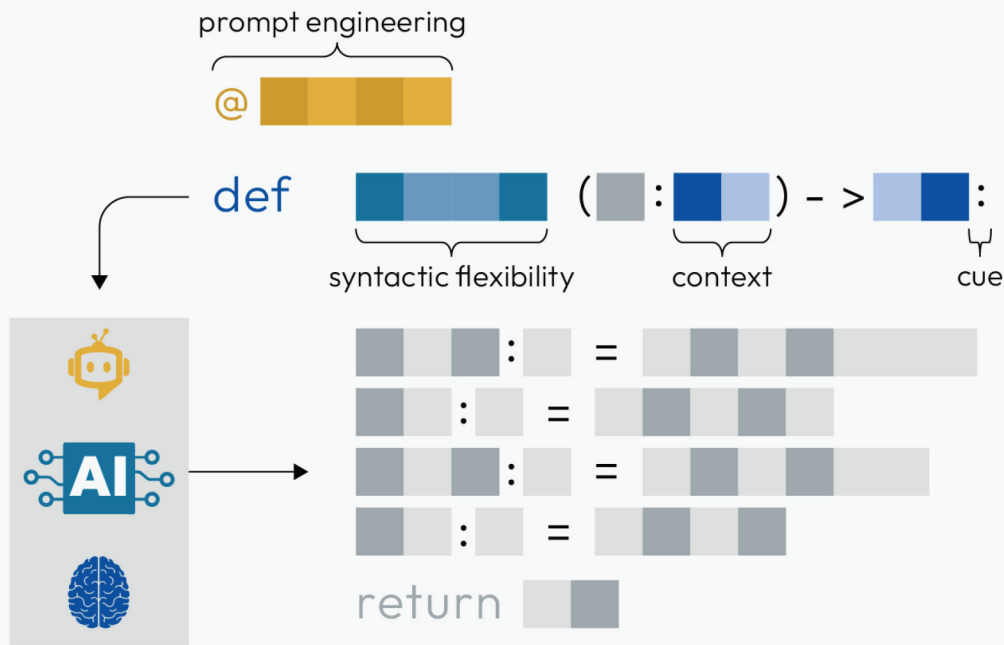 prompt engineering
@
def ( : ) - > :
syntactic flexibility context cue
: =
: =
AI : =
: =
return